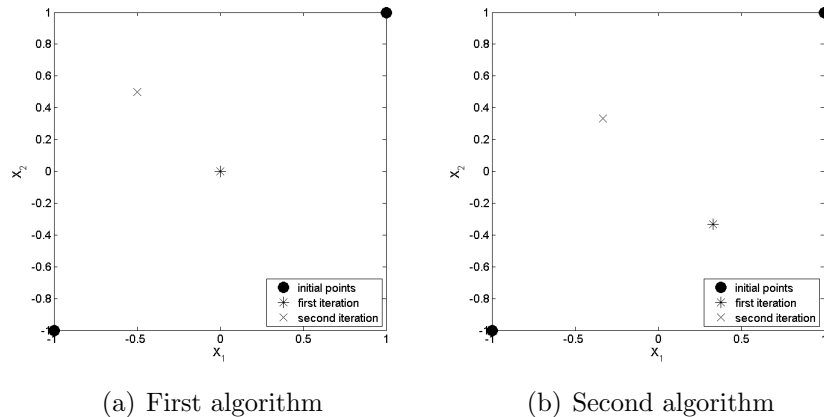 1
0.8
0.6
0.4
0.2
0
-0.2
-0.4
-0.6
-0.8
-1
-1
-0.5
0
0.5
1
X2
X1
initial points
first iteration
second iteration
(a) First algorithm
1
0.8
0.6
0.4
0.2
0
-0.2
-0.4
-0.6
-0.8
-1
-1
-0.5
0
0.5
1
X2
X1
initial points
first iteration
second iteration
(b) Second algorithm